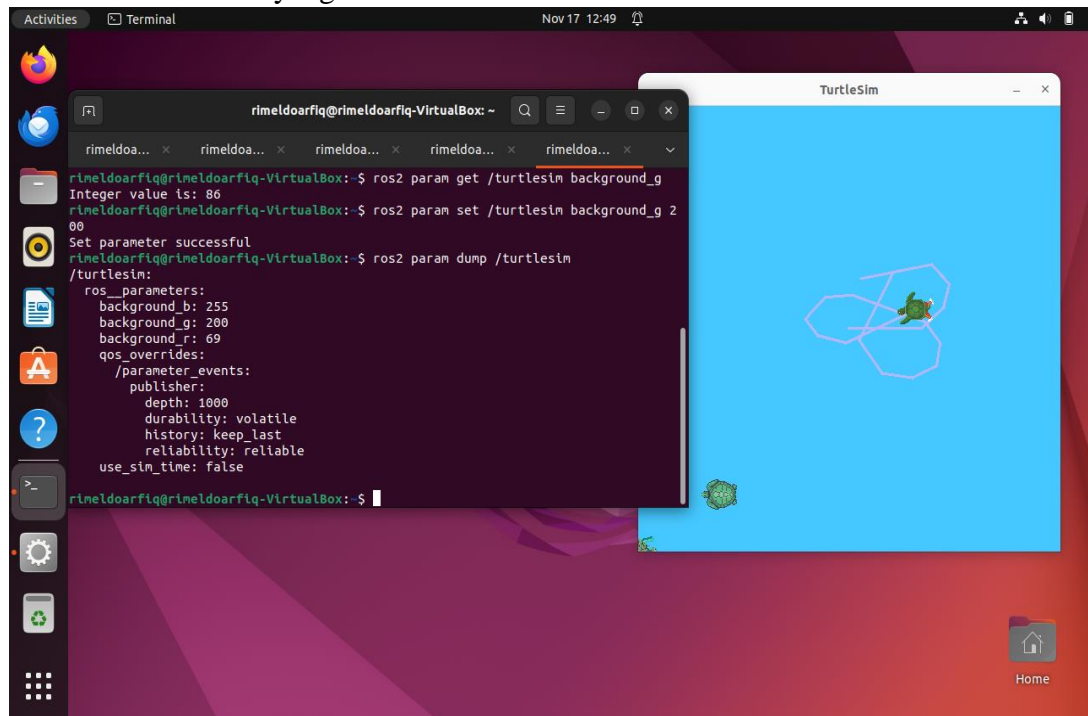 Activities
Terminal
Nov 17 12:49
TurtleSim
rimeldoarfiq@rimeldoarfiq-VirtualBox: ~
rimeldoa... rimeldoa... rimeldoa... rimeldoa... rimeldoa...
rimeldoarfiq@rimeldoarfiq-VirtualBox:~$ ros2 param get /turtlesim background_g
Integer value is: 86
rimeldoarfiq@rimeldoarfiq-VirtualBox:~$ ros2 param set /turtlesim background_g 2
00
Set parameter successful
rimeldoarfiq@rimeldoarfiq-VirtualBox:~$ ros2 param dump /turtlesim
/turtlesim:
  ros__parameters:
    background_b: 255
    background_g: 200
    background_r: 69
    qos_overrides:
      /parameter_events:
        publisher:
          depth: 1000
          durability: volatile
          history: keep_last
          reliability: reliable
    use_sim_time: false
rimeldoarfiq@rimeldoarfiq-VirtualBox:~$
Home